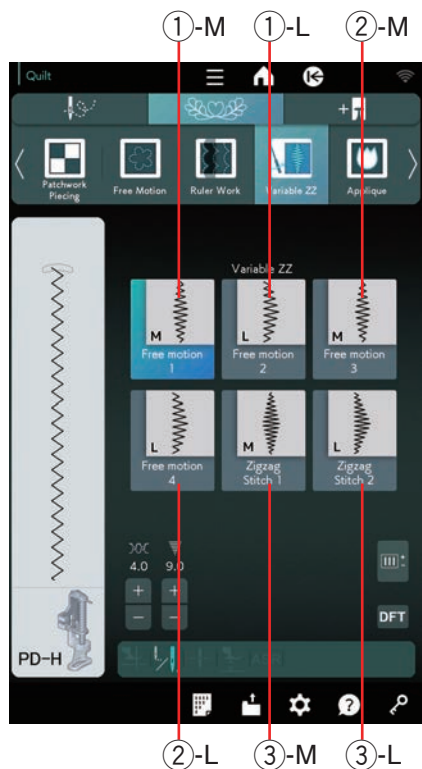 ①-M ①-L ②-M
Quilt
Patchwork
Piecing
Free Motion
Ruler Work
Variable ZZ
Applique
Variable ZZ
M
Free motion
1
L
Free motion
2
M
Free motion
3
L
Free motion
4
M
Zigzag
Stitch 1
L
Zigzag
Stitch 2
4.0 9.0
+ +
− −
DFT
PD-H
ASR
②-L ③-M ③-L